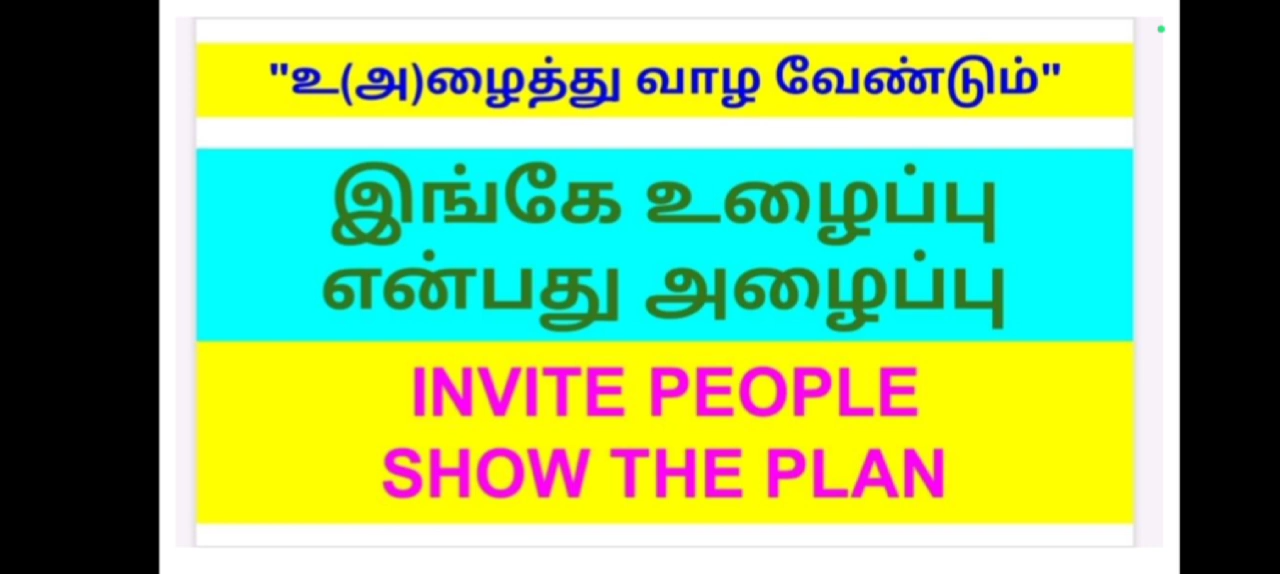 "உ(அ)ழைத்து வாழ வேண்டும்"
இங்கே உழைப்பு
என்பது அழைப்பு
INVITE PEOPLE
SHOW THE PLAN